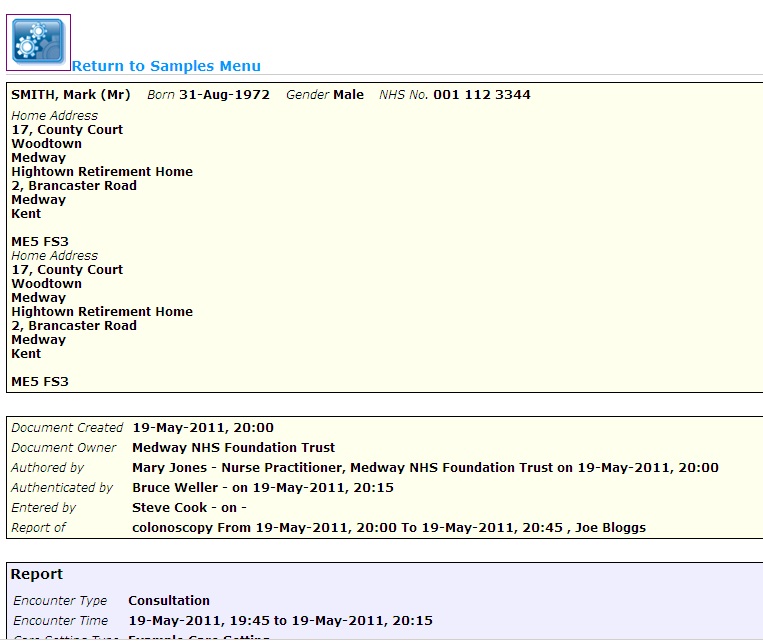 Return to Samples Menu
SMITH, Mark (Mr) Born 31-Aug-1972 Gender Male NHS No. 001 112 3344
Home Address
17, County Court
Woodtown
Medway
Hightown Retirement Home
2, Brancaster Road
Medway
Kent
ME5 FS3
Home Address
17, County Court
Woodtown
Medway
Hightown Retirement Home
2, Brancaster Road
Medway
Kent
ME5 FS3
Document Created 19-May-2011, 20:00
Document Owner Medway NHS Foundation Trust
Authored by Mary Jones - Nurse Practitioner, Medway NHS Foundation Trust on 19-May-2011, 20:00
Authenticated by Bruce Weller - on 19-May-2011, 20:15
Entered by Steve Cook - on -
Report of colonoscopy From 19-May-2011, 20:00 To 19-May-2011, 20:45 , Joe Bloggs
Report
Encounter Type Consultation
Encounter Time 19-May-2011, 19:45 to 19-May-2011, 20:15
Care Setting Type Example Care Setting